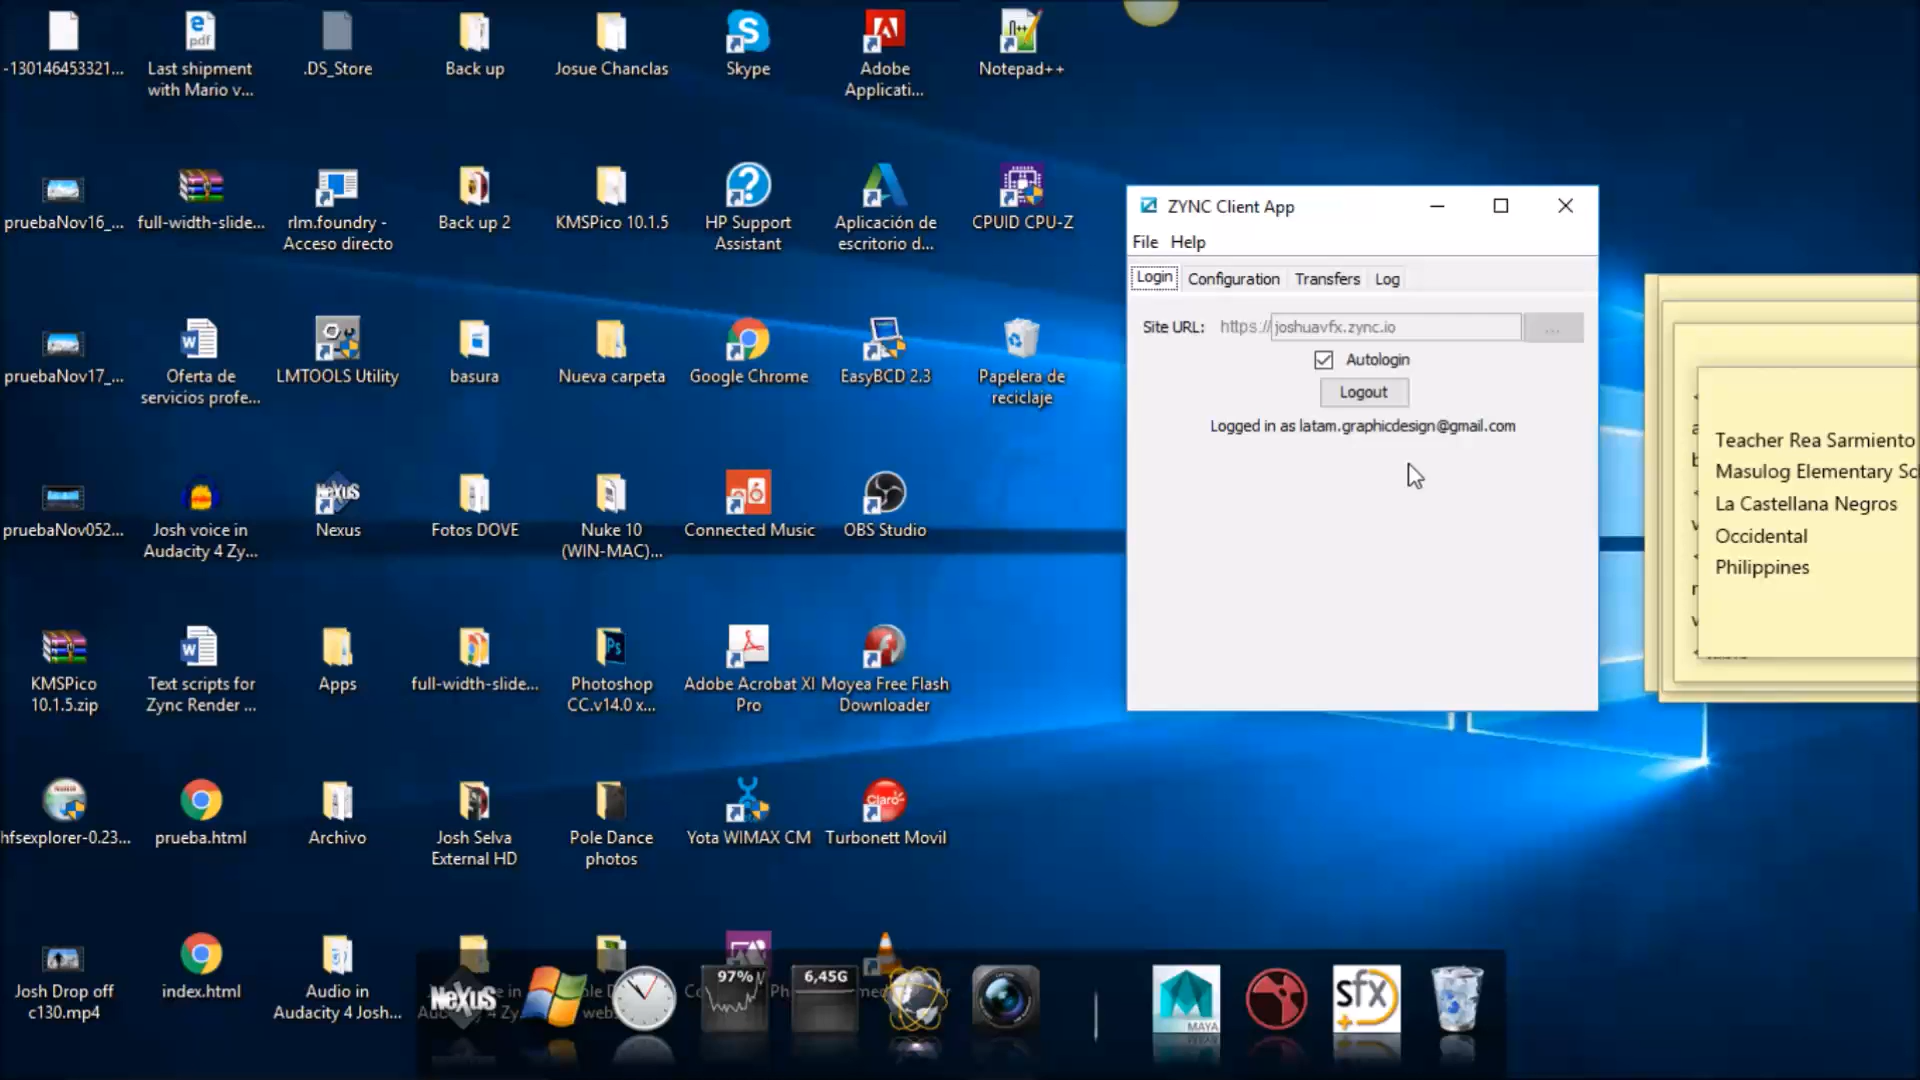 -130146453321...
Last shipment
with Mario v...
.DS_Store
Back up
Josue Chanclas
Skype
Adobe
Applicati...
Notepad++
pruebaNov16_...
full-width-slide...
rlm.foundry -
Acceso directo
Back up 2
KMSPico 10.1.5
HP Support
Assistant
Aplicación de
escritorio d...
CPUID CPU-Z
pruebaNov17_...
Oferta de
servicios profe...
LMTOOLS Utility
basura
Nueva carpeta
Google Chrome
EasyBCD 2.3
Papelera de
reciclaje
pruebaNov052...
Josh voice in
Audacity 4 Zy...
Nexus
Fotos DOVE
Nuke 10
(WIN-MAC)...
Connected Music
OBS Studio
KMSPico
10.1.5.zip
Text scripts for
Zync Render ...
Apps
full-width-slide...
Photoshop
CC.v14.0 x...
Adobe Acrobat XI
Pro
Moyea Free Flash
Downloader
hfsexplorer-0.23...
prueba.html
Archivo
Josh Selva
External HD
Pole Dance
photos
Yota WIMAX CM
Turbonett Movil
Josh Drop off
c130.mp4
index.html
Audio in
Audacity 4 Josh...
ZYNC Client App
File Help
Login Configuration Transfers Log
Site URL: https:// joshuavfx.zync.io ...
Autologin
Logout
Logged in as latam.graphicdesign@gmail.com
Teacher Rea Sarmiento
Masulog Elementary Sc
La Castellana Negros
Occidental
Philippines
NeXuS
97%
6,45G
MAYA
sfx